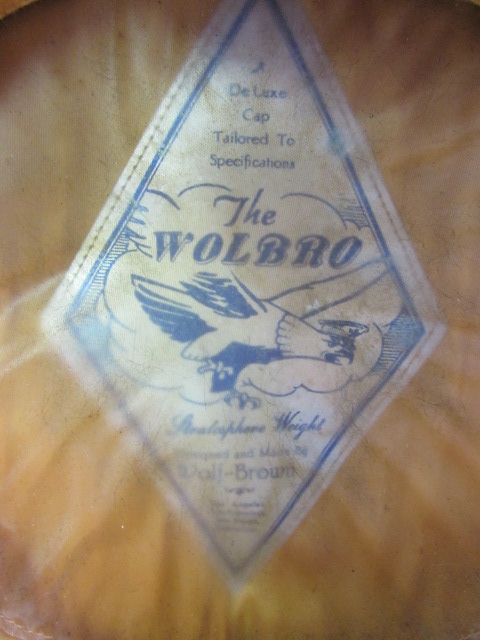 A
De Luxe
Cap
Tailored To
Specifications
The
WOLBRO
Stratosphere Weight
Designed and Made By
Wolf-Brown